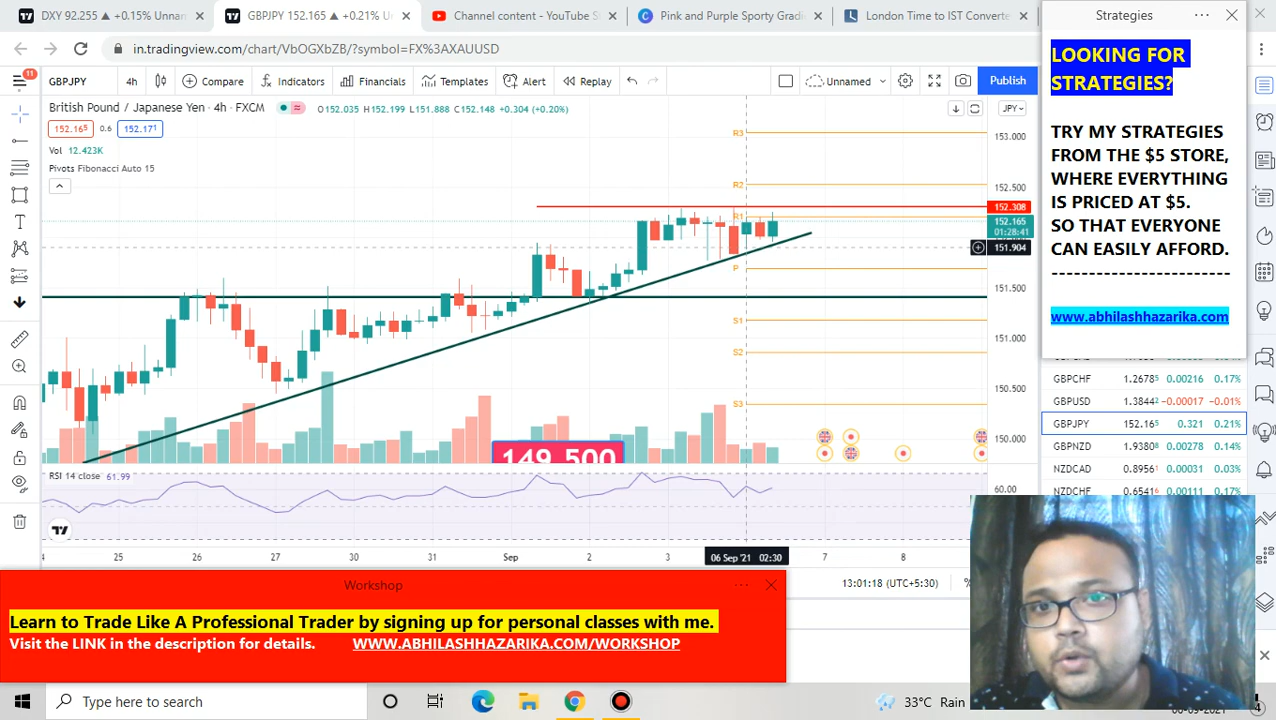 DXY 92.255 ▲ +0.15% Unnan
GBPJPY 152.165 ▲ +0.21% U
Channel content - YouTube S
Pink and Purple Sporty Gradi
London Time to IST Converte
in.tradingview.com/chart/VbOGXbZB/?symbol=FX%3AXAUUSD
11
GBPJPY
4h
Compare
Indicators
Financials
Templates
Alert
Replay
Unnamed
Publish
British Pound / Japanese Yen · 4h · FXCM
O152.035 H152.199 L151.888 C152.148 +0.304 (+0.20%)
JPY
152.165
0.6
152.171
Vol 12.423K
Pivots Fibonacci Auto 15
R3
R2
R1
P
S1
S2
S3
153.000
152.500
152.308
152.165
01:28:41
151.904
151.500
151.000
150.500
150.000
149.500
RSI 14 close 61.99
60.00
25
26
27
30
31
Sep
2
3
06 Sep '21 02:30
7
8
13:01:18 (UTC+5:30)
%
Strategies
LOOKING FOR
STRATEGIES?
TRY MY STRATEGIES
FROM THE $5 STORE,
WHERE EVERYTHING
IS PRICED AT $5.
SO THAT EVERYONE
CAN EASILY AFFORD.
-------------------------
www.abhilashhazarika.com
GBPCHF 1.26785 0.00216 0.17%
GBPUSD 1.38442 −0.00017 −0.01%
GBPJPY 152.165 0.321 0.21%
GBPNZD 1.93808 0.00278 0.14%
NZDCAD 0.89561 0.00031 0.03%
NZDCHF 0.65416 0.00111 0.17%
Workshop
Learn to Trade Like A Professional Trader by signing up for personal classes with me.
Visit the LINK in the description for details. WWW.ABHILASHHAZARIKA.COM/WORKSHOP
Type here to search
33°C Rain